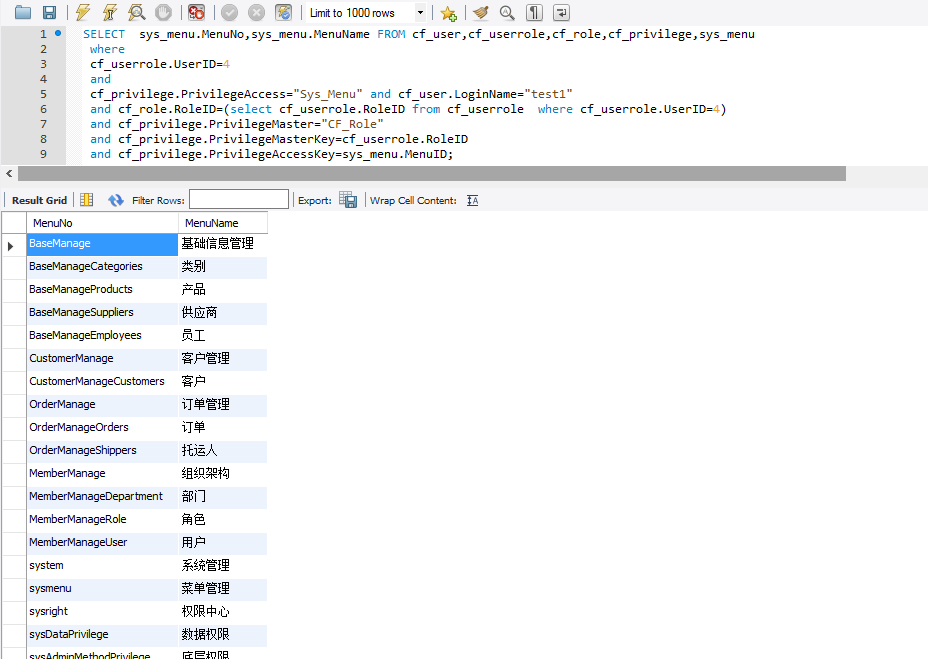 Limit to 1000 rows
1 SELECT  sys_menu.MenuNo,sys_menu.MenuName FROM cf_user,cf_userrole,cf_role,cf_privilege,sys_menu
2 where
3 cf_userrole.UserID=4
4 and
5 cf_privilege.PrivilegeAccess="Sys_Menu" and cf_user.LoginName="test1"
6 and cf_role.RoleID=(select cf_userrole.RoleID from cf_userrole  where cf_userrole.UserID=4)
7 and cf_privilege.PrivilegeMaster="CF_Role"
8 and cf_privilege.PrivilegeMasterKey=cf_userrole.RoleID
9 and cf_privilege.PrivilegeAccessKey=sys_menu.MenuID;
Result Grid Filter Rows: Export: Wrap Cell Content:
MenuNo MenuName
BaseManage 基础信息管理
BaseManageCategories 类别
BaseManageProducts 产品
BaseManageSuppliers 供应商
BaseManageEmployees 员工
CustomerManage 客户管理
CustomerManageCustomers 客户
OrderManage 订单管理
OrderManageOrders 订单
OrderManageShippers 托运人
MemberManage 组织架构
MemberManageDepartment 部门
MemberManageRole 角色
MemberManageUser 用户
system 系统管理
sysmenu 菜单管理
sysright 权限中心
sysDataPrivilege 数据权限
sysAdminMethodPrivilege 底层权限